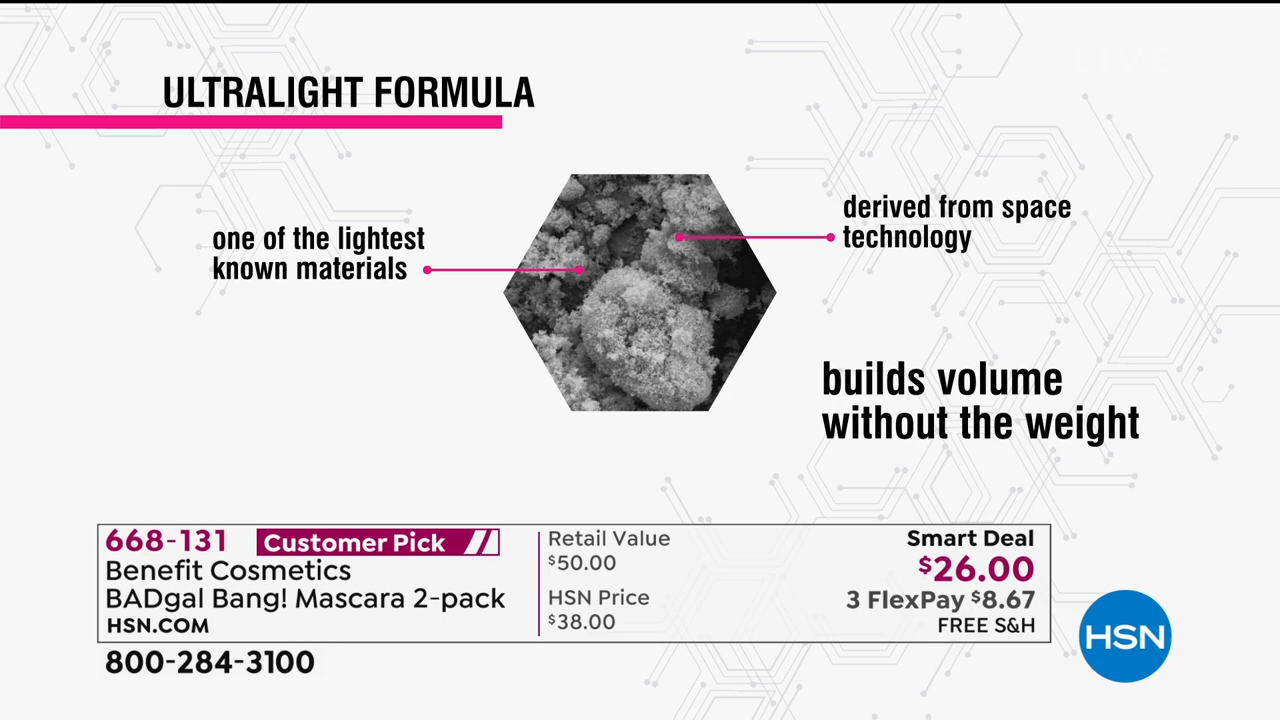 LIVE
ULTRALIGHT FORMULA
one of the lightest
known materials
derived from space
technology
builds volume
without the weight
668-131 Customer Pick
Benefit Cosmetics
BADgal Bang! Mascara 2-pack
HSN.COM
Retail Value
$50.00
HSN Price
$38.00
Smart Deal
$26.00
3 FlexPay $8.67
FREE S&H
800-284-3100
HSN